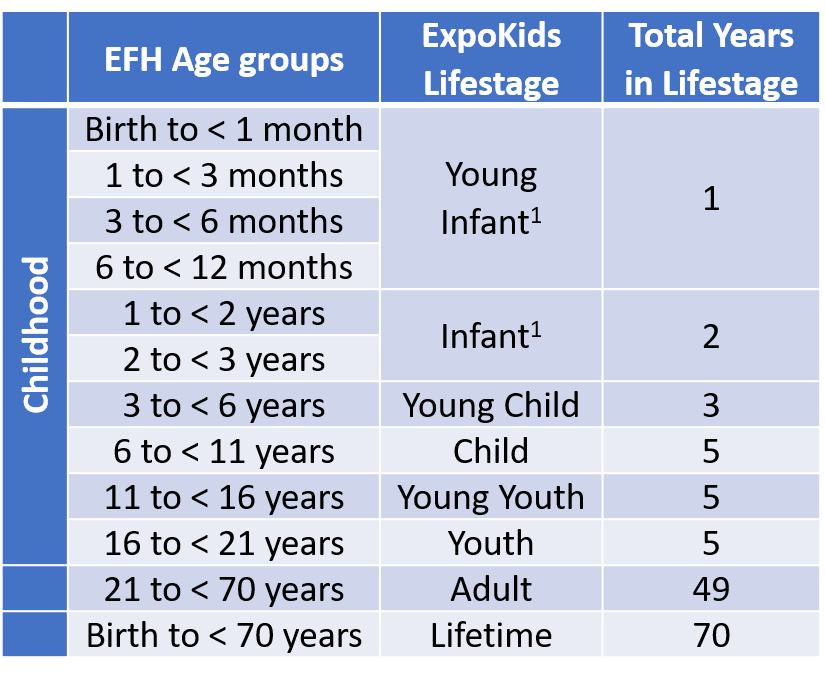 EFH Age groups
ExpoKids
Lifestage
Total Years
in Lifestage
Childhood
Birth to < 1 month
1 to < 3 months
3 to < 6 months
6 to < 12 months
Young
Infant¹
1
1 to < 2 years
2 to < 3 years
Infant¹
2
3 to < 6 years Young Child 3
6 to < 11 years Child 5
11 to < 16 years Young Youth 5
16 to < 21 years Youth 5
21 to < 70 years Adult 49
Birth to < 70 years Lifetime 70